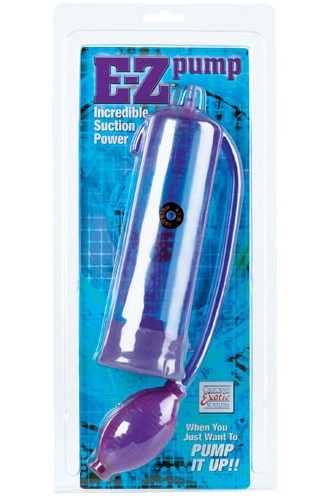 E-Z pump
Incredible
Suction
Power
California
Exotic
Novelties
When You
Just Want To
PUMP
IT UP!!